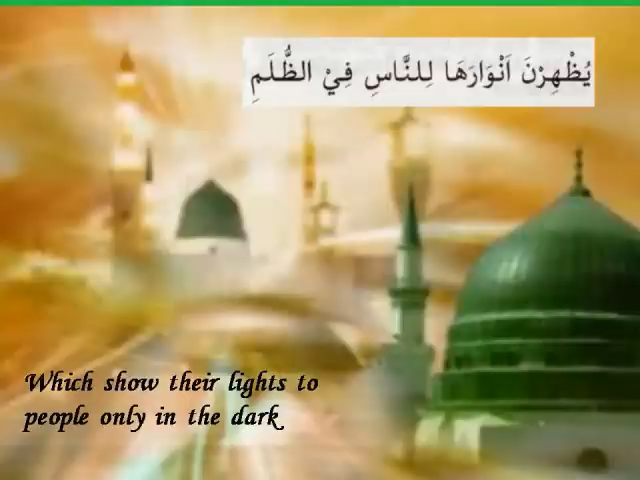 يُظْهِرْنَ اَنْوَارَهَا لِلنَّاسِ فِيْ الظُّلَمِ
Which show their lights to
people only in the dark